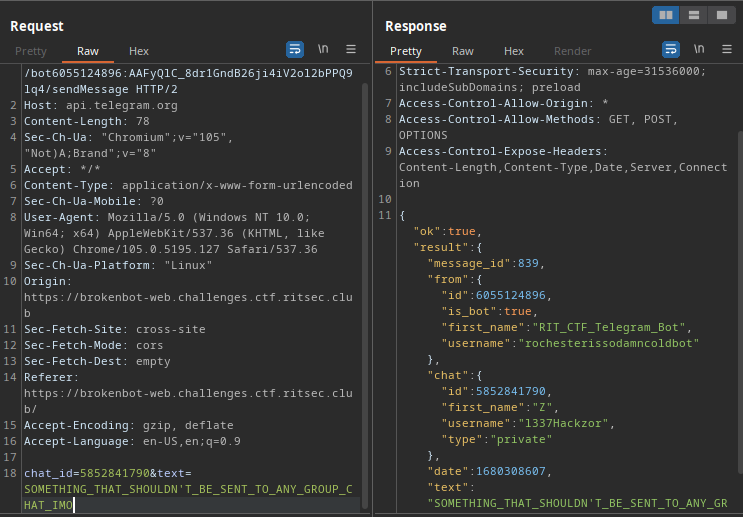 Request
Pretty Raw Hex \n
/bot6055124896:AAFyQlC_8dr1GndB26ji4iV2ol2bPPQ9
lq4/sendMessage HTTP/2
2 Host: api.telegram.org
3 Content-Length: 78
4 Sec-Ch-Ua: "Chromium";v="105",
"Not)A;Brand";v="8"
5 Accept: */*
6 Content-Type: application/x-www-form-urlencoded
7 Sec-Ch-Ua-Mobile: ?0
8 User-Agent: Mozilla/5.0 (Windows NT 10.0;
Win64; x64) AppleWebKit/537.36 (KHTML, like
Gecko) Chrome/105.0.5195.127 Safari/537.36
9 Sec-Ch-Ua-Platform: "Linux"
10 Origin:
https://brokenbot-web.challenges.ctf.ritsec.clu
b
11 Sec-Fetch-Site: cross-site
12 Sec-Fetch-Mode: cors
13 Sec-Fetch-Dest: empty
14 Referer:
https://brokenbot-web.challenges.ctf.ritsec.clu
b/
15 Accept-Encoding: gzip, deflate
16 Accept-Language: en-US,en;q=0.9
17
18 chat_id=5852841790&text=
SOMETHING_THAT_SHOULDN'T_BE_SENT_TO_ANY_GROUP_C
HAT_IMO
Response
Pretty Raw Hex Render \n
6 Strict-Transport-Security: max-age=31536000;
includeSubDomains; preload
7 Access-Control-Allow-Origin: *
8 Access-Control-Allow-Methods: GET, POST,
OPTIONS
9 Access-Control-Expose-Headers:
Content-Length,Content-Type,Date,Server,Connect
ion
10
11 {
"ok":true,
"result":{
"message_id":839,
"from":{
"id":6055124896,
"is_bot":true,
"first_name":"RIT_CTF_Telegram_Bot",
"username":"rochesterissodamncoldbot"
},
"chat":{
"id":5852841790,
"first_name":"Z",
"username":"l337Hackzor",
"type":"private"
},
"date":1680308607,
"text":
"SOMETHING_THAT_SHOULDN'T_BE_SENT_TO_ANY_GR